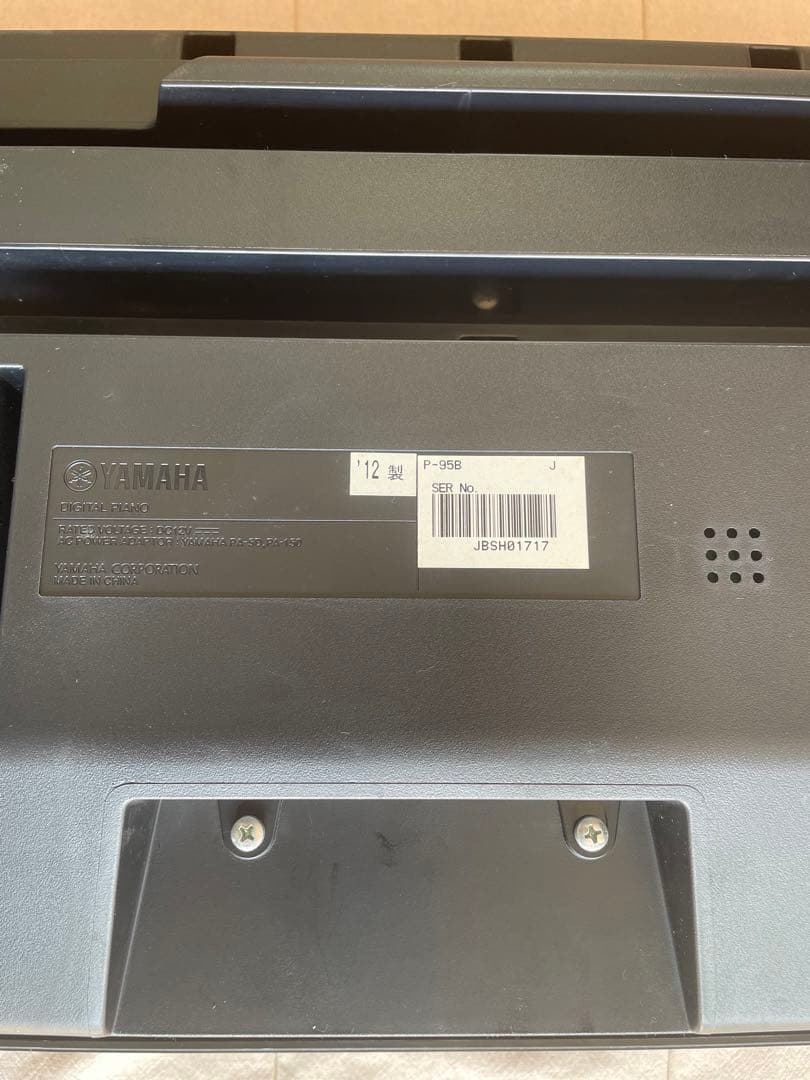 YAMAHA
'12 製
P-95B J
SER No.
JBSH01717
DIGITAL PIANO
RATED VOLTAGE : DC12V
AC POWER ADAPTOR : YAMAHA PA-5D, PA-150
YAMAHA CORPORATION
MADE IN CHINA